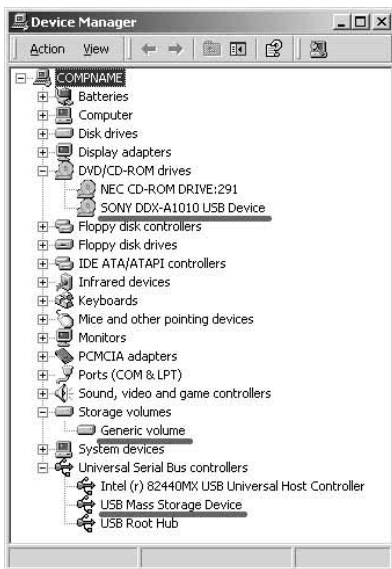 Device Manager
Action View
COMPNAME
Batteries
Computer
Disk drives
Display adapters
DVD/CD-ROM drives
NEC CD-ROM DRIVE:291
SONY DDX-A1010 USB Device
Floppy disk controllers
Floppy disk drives
IDE ATA/ATAPI controllers
Infrared devices
Keyboards
Mice and other pointing devices
Monitors
PCMCIA adapters
Ports (COM & LPT)
Sound, video and game controllers
Storage volumes
Generic volume
System devices
Universal Serial Bus controllers
Intel (r) 82440MX USB Universal Host Controller
USB Mass Storage Device
USB Root Hub